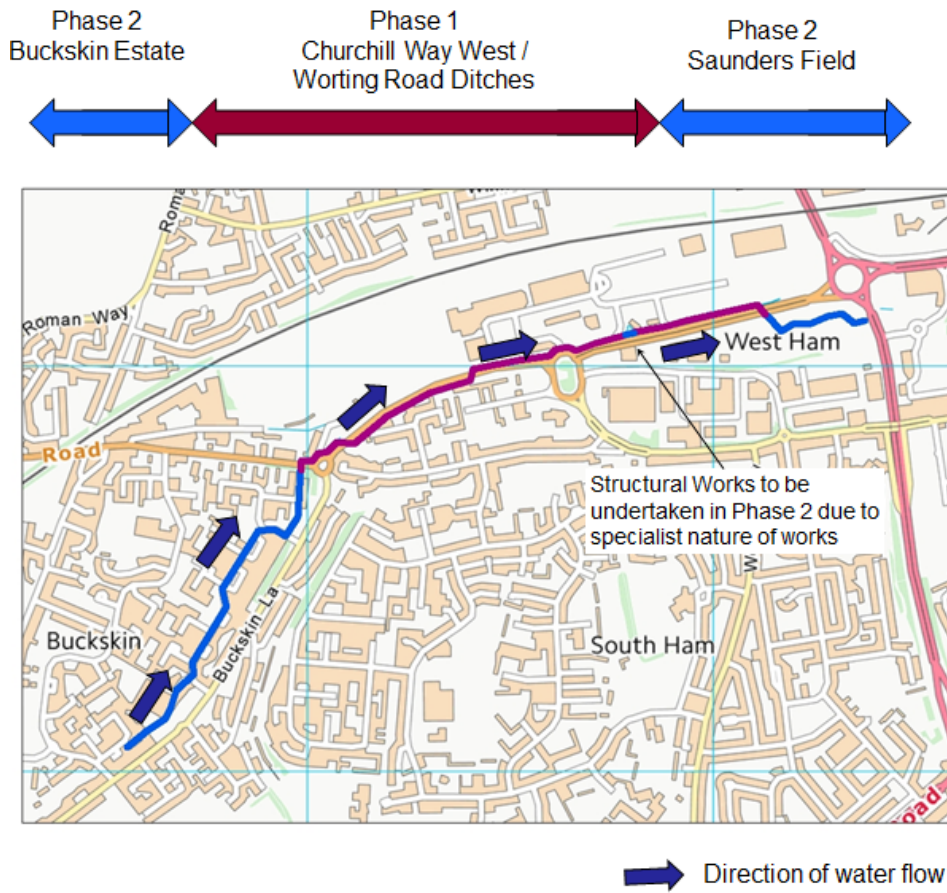 Phase 2
Buckskin Estate
Phase 1
Churchill Way West /
Worting Road Ditches
Phase 2
Saunders Field
Roman Way
Road
West Ham
Structural Works to be
undertaken in Phase 2 due to
specialist nature of works
Buckskin
Buckskin La
South Ham
W
oad
Direction of water flow